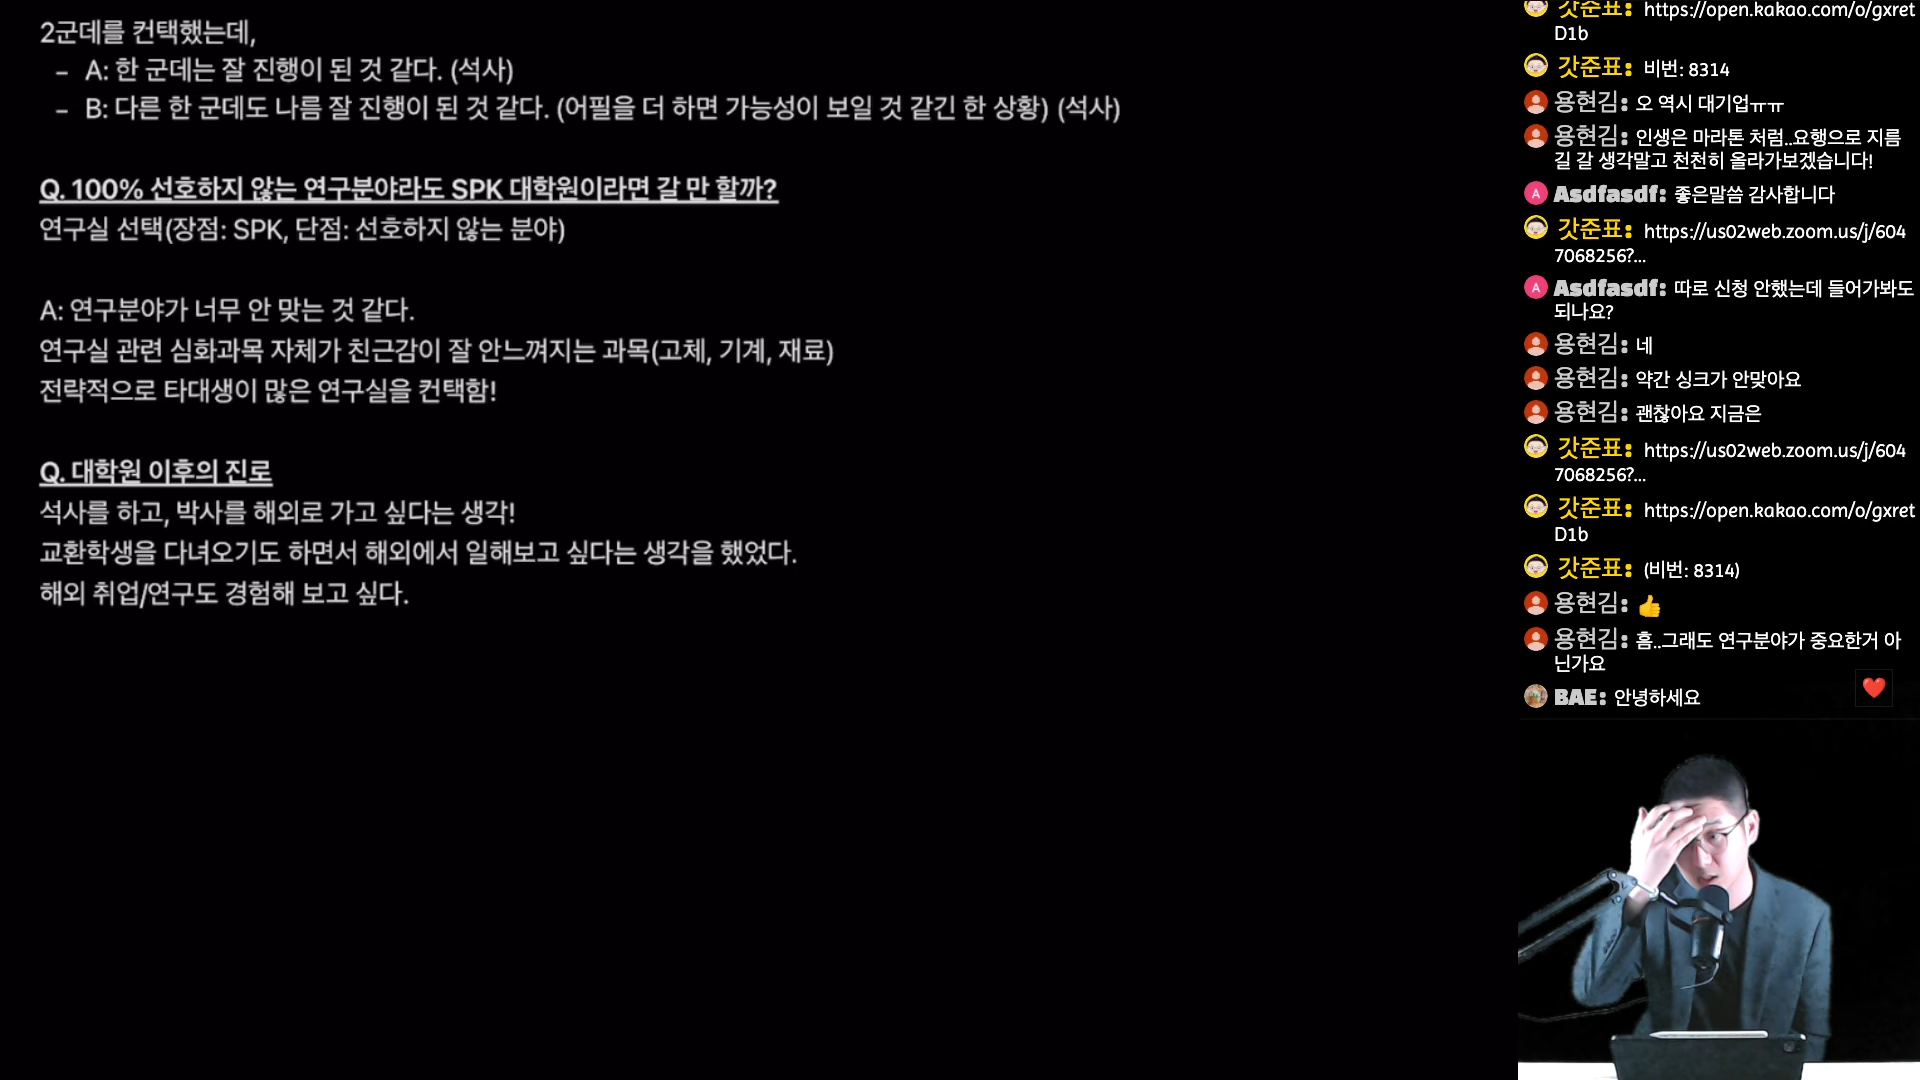 2군데를 컨택했는데,
- A: 한 군데는 잘 진행이 된 것 같다. (석사)
- B: 다른 한 군데도 나름 잘 진행이 된 것 같다. (어필을 더 하면 가능성이 보일 것 같긴 한 상황) (석사)
Q. 100% 선호하지 않는 연구분야라도 SPK 대학원이라면 갈 만 할까?
연구실 선택(장점: SPK, 단점: 선호하지 않는 분야)
A: 연구분야가 너무 안 맞는 것 같다.
연구실 관련 심화과목 자체가 친근감이 잘 안느껴지는 과목(고체, 기계, 재료)
전략적으로 타대생이 많은 연구실을 컨택함!
Q. 대학원 이후의 진로
석사를 하고, 박사를 해외로 가고 싶다는 생각!
교환학생을 다녀오기도 하면서 해외에서 일해보고 싶다는 생각을 했었다.
해외 취업/연구도 경험해 보고 싶다.
갓준표: https://open.kakao.com/o/gxret
D1b
갓준표: 비번: 8314
용현김: 오 역시 대기업ㅠㅠ
용현김: 인생은 마라톤 처럼..요행으로 지름
길 갈 생각말고 천천히 올라가보겠습니다!
A Asdfasdf: 좋은말씀 감사합니다
갓준표: https://us02web.zoom.us/j/604
7068256?...
A Asdfasdf: 따로 신청 안했는데 들어가봐도
되나요?
용현김: 네
용현김: 약간 싱크가 안맞아요
용현김: 괜찮아요 지금은
갓준표: https://us02web.zoom.us/j/604
7068256?...
갓준표: https://open.kakao.com/o/gxret
D1b
갓준표: (비번: 8314)
용현김: 👍
용현김: 흠..그래도 연구분야가 중요한거 아
닌가요
BAE: 안녕하세요